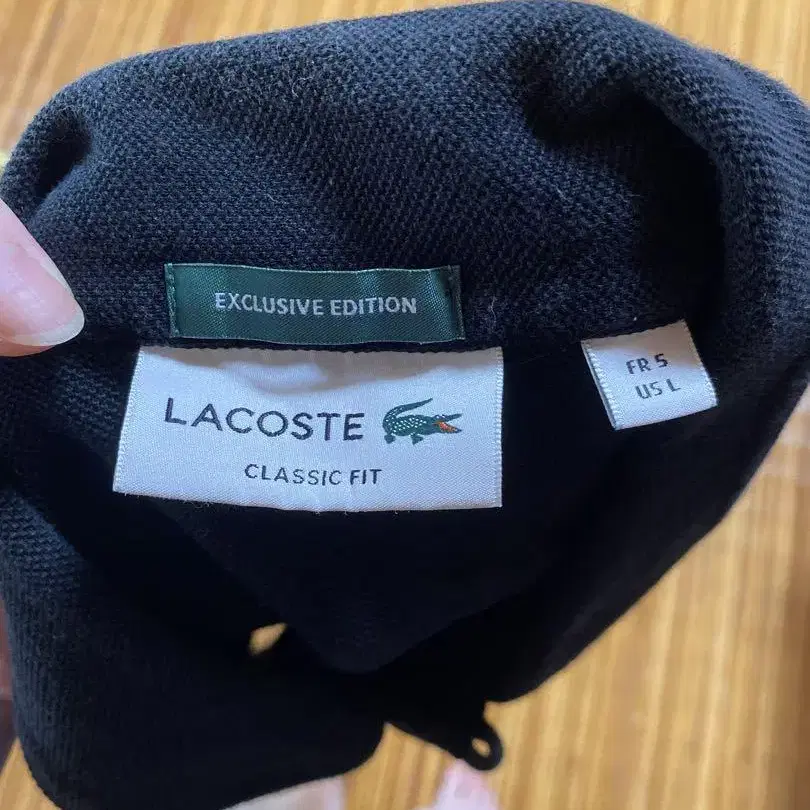 EXCLUSIVE EDITION
LACOSTE
CLASSIC FIT
FR 5
US L